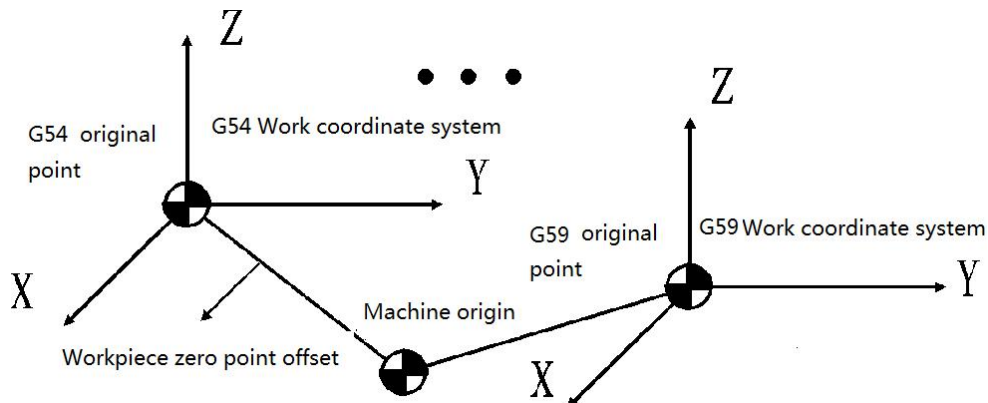 Z
G54 original
point
G54 Work coordinate system
Y
X
Workpiece zero point offset
Machine origin
Z
G59 original
point
G59 Work coordinate system
Y
X